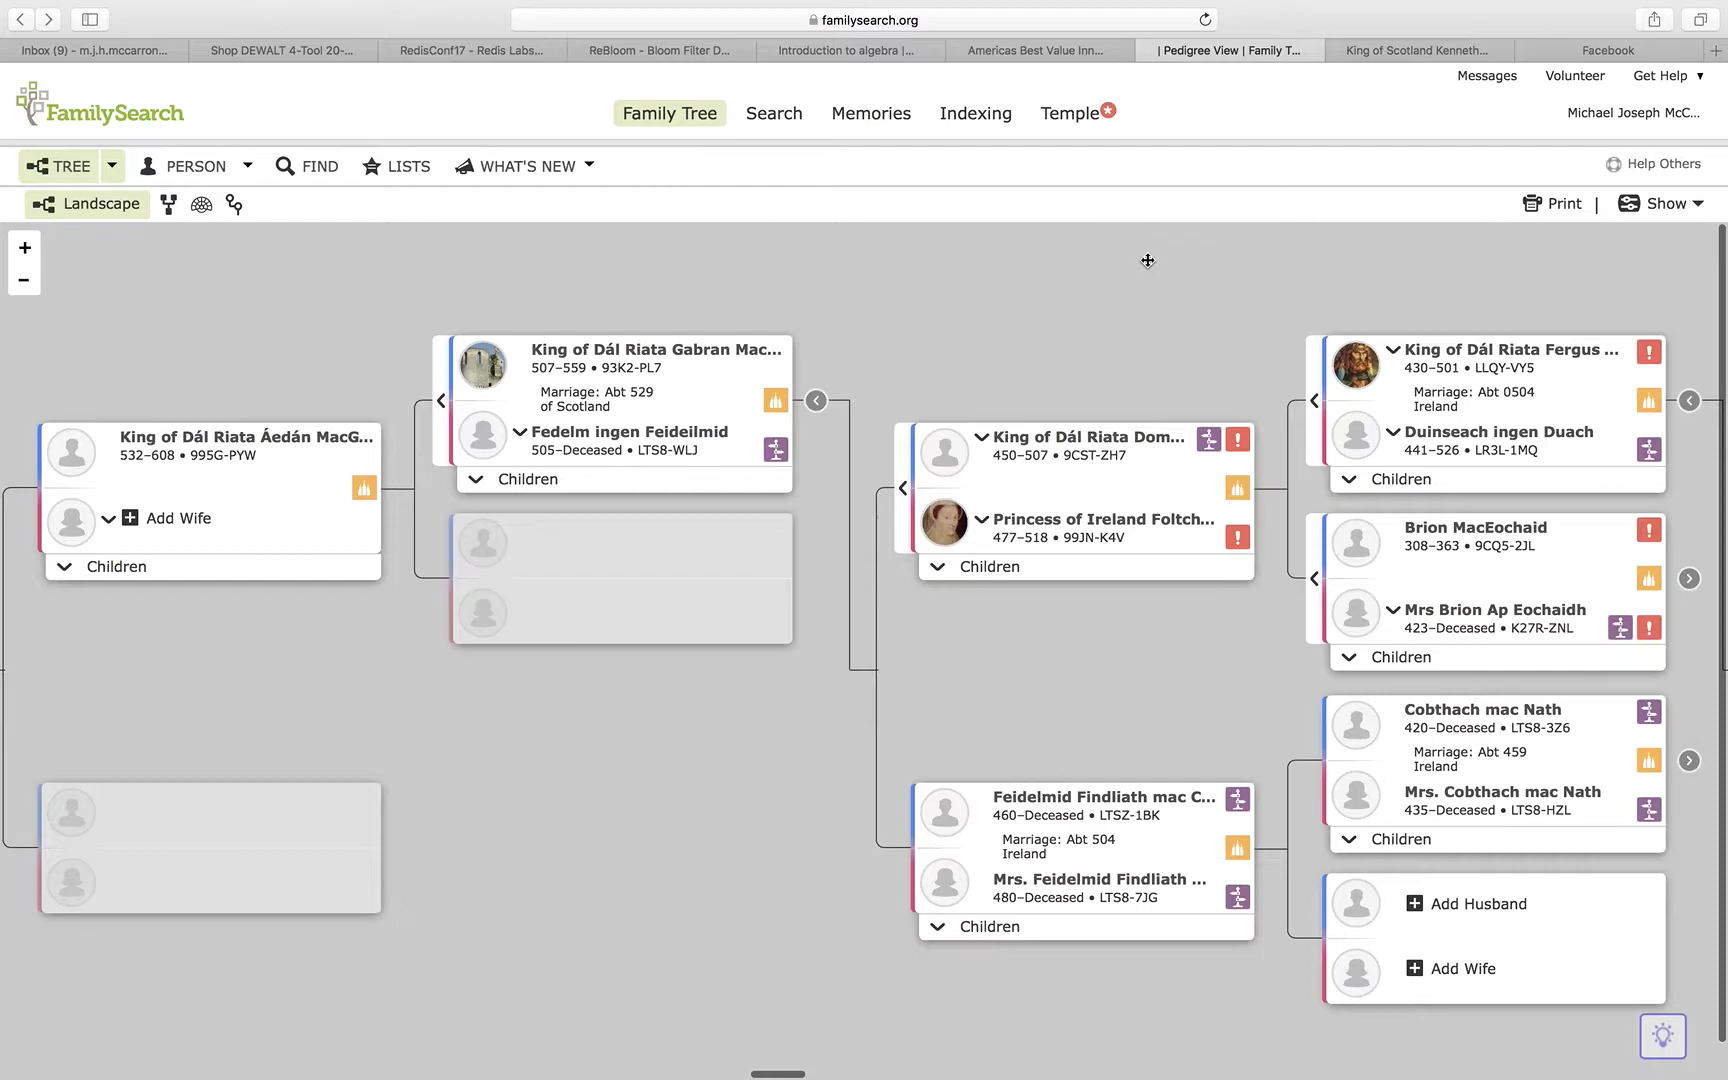 familysearch.org
Inbox (9) - m.j.h.mccarron...
Shop DEWALT 4-Tool 20-...
RedisConf17 - Redis Labs...
ReBloom - Bloom Filter D...
Introduction to algebra |...
Americas Best Value Inn...
| Pedigree View | Family T...
King of Scotland Kenneth...
Facebook
Messages
Volunteer
Get Help
FamilySearch
Family Tree
Search
Memories
Indexing
Temple
Michael Joseph McC...
TREE
PERSON
FIND
LISTS
WHAT'S NEW
Help Others
Landscape
Print |
Show
King of Dál Riata Áedán MacG...
532–608 • 995G-PYW
Add Wife
Children
King of Dál Riata Gabran Mac...
507–559 • 93K2-PL7
Marriage: Abt 529
of Scotland
Fedelm ingen Feideilmid
505–Deceased • LTS8-WLJ
Children
King of Dál Riata Dom...
450–507 • 9CST-ZH7
Princess of Ireland Foltch...
477–518 • 99JN-K4V
Children
Feidelmid Findliath mac C...
460–Deceased • LTSZ-1BK
Marriage: Abt 504
Ireland
Mrs. Feidelmid Findliath ...
480–Deceased • LTS8-7JG
Children
King of Dál Riata Fergus ...
430–501 • LLQY-VY5
Marriage: Abt 0504
Ireland
Duinseach ingen Duach
441–526 • LR3L-1MQ
Children
Brion MacEochaid
308–363 • 9CQ5-2JL
Mrs Brion Ap Eochaidh
423–Deceased • K27R-ZNL
Children
Cobthach mac Nath
420–Deceased • LTS8-3Z6
Marriage: Abt 459
Ireland
Mrs. Cobthach mac Nath
435–Deceased • LTS8-HZL
Children
Add Husband
Add Wife